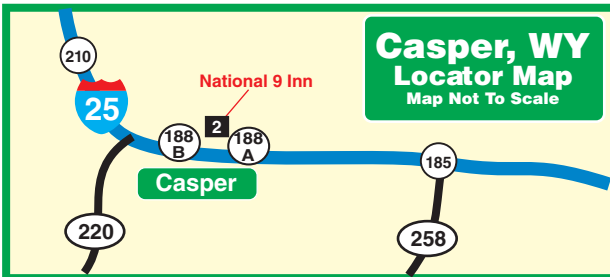 Casper, WY
Locator Map
Map Not To Scale
210
National 9 Inn
25
2
188
B
188
A
185
Casper
220
258